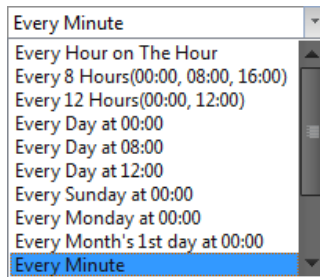 Every Minute
Every Hour on The Hour
Every 8 Hours(00:00, 08:00, 16:00)
Every 12 Hours(00:00, 12:00)
Every Day at 00:00
Every Day at 08:00
Every Day at 12:00
Every Sunday at 00:00
Every Monday at 00:00
Every Month's 1st day at 00:00
Every Minute